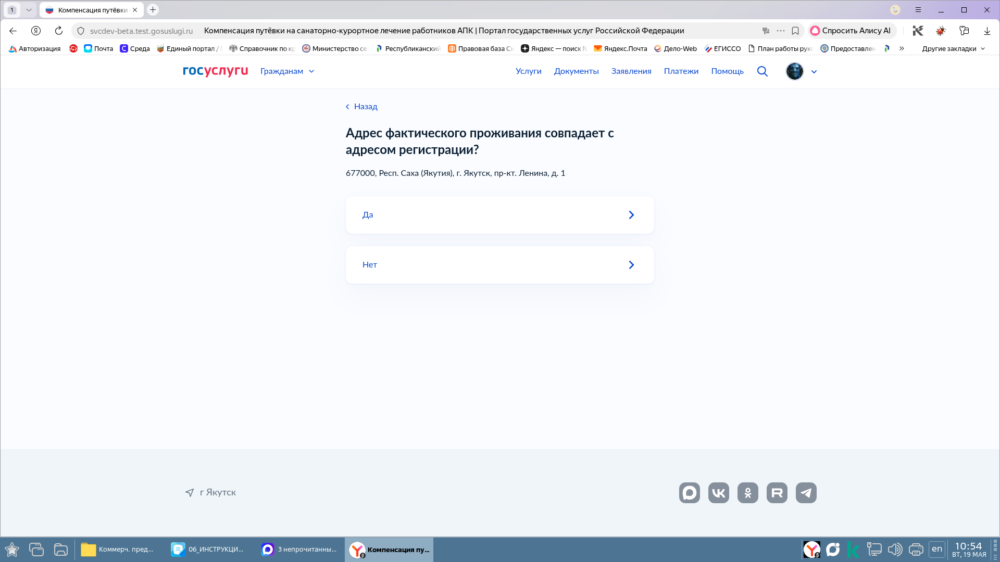 1
Компенсация путёвки
svcdev-beta.test.gosuslugi.ru
Компенсация путёвки на санаторно-курортное лечение работников АПК | Портал государственных услуг Российской Федерации
Спросить Алису AI
Авторизация
Почта
Среда
Единый портал /
Справочник по кр
Министерство се
Республиканский
Правовая база Си
Яндекс — поиск
Яндекс.Почта
Дело-Web
ЕГИССО
План работы рук
Предоставлен
Другие закладки
госуслуги
Гражданам
Услуги
Документы
Заявления
Платежи
Помощь
Назад
Адрес фактического проживания совпадает с
адресом регистрации?
677000, Респ. Саха (Якутия), г. Якутск, пр-кт. Ленина, д. 1
Да
Нет
г Якутск
Коммерч. пред...
06_ИНСТРУКЦИ...
3 непрочитанны...
Компенсация пу...
en
10:54
ВТ, 19 МАЯ